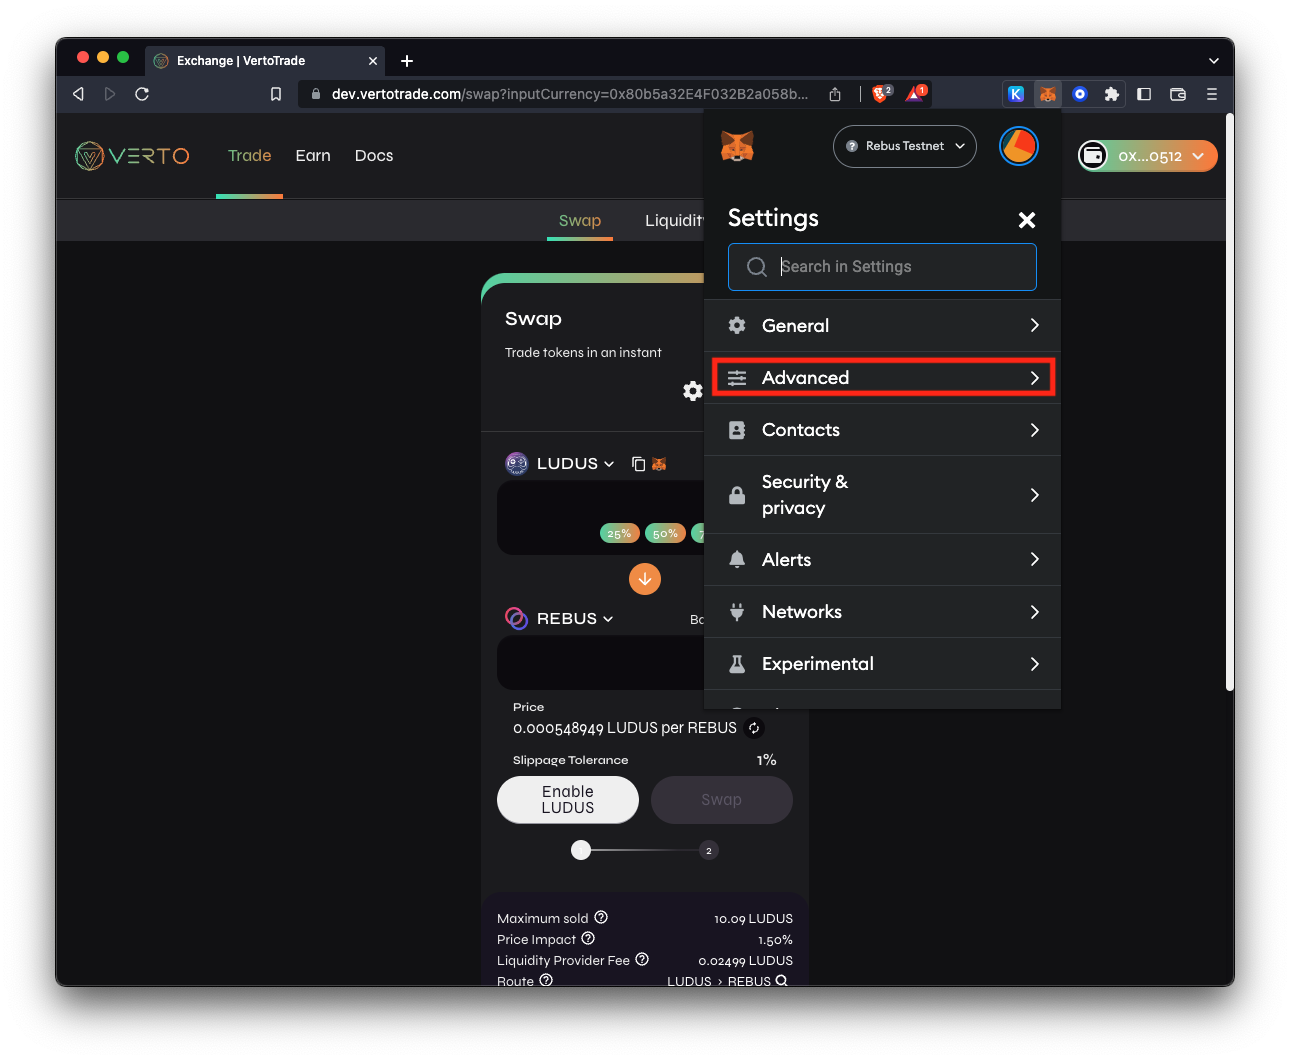 Exchange | VertoTrade
dev.vertotrade.com/swap?inputCurrency=0x80b5a32E4F032B2a058b...
2
1
K
VERTO
Trade
Earn
Docs
Rebus Testnet
0x...0512
Swap
Settings
Search in Settings
General
Advanced
Contacts
Security &
privacy
Alerts
Networks
Experimental
Swap
Trade tokens in an instant
LUDUS
25%
50%
REBUS
Price
0.000548949 LUDUS per REBUS
Slippage Tolerance
1%
Enable
LUDUS
Swap
2
Maximum sold
10.09 LUDUS
Price Impact
1.50%
Liquidity Provider Fee
0.02499 LUDUS
Route
LUDUS > REBUS